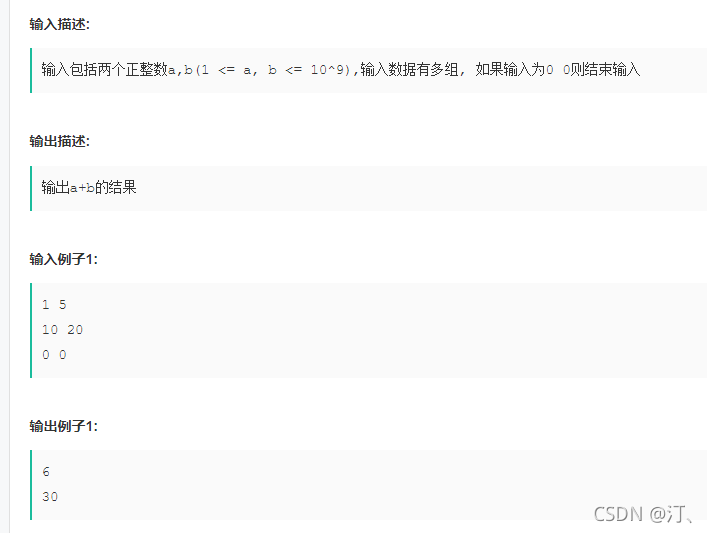 输入描述:
输入包括两个正整数a,b(1 <= a, b <= 10^9),输入数据有多组, 如果输入为0 0则结束输入
输出描述:
输出a+b的结果
输入例子1:
1 5
10 20
0 0
输出例子1:
6
30
CSDN @汀、